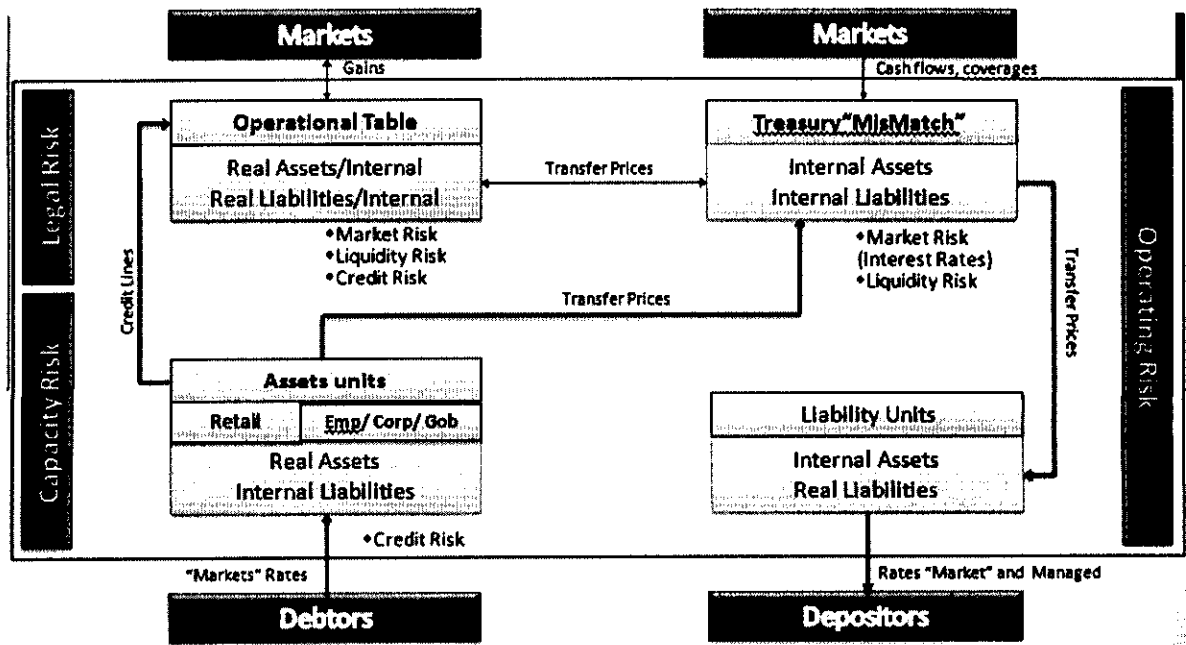 Markets
Markets
Gains
Cash flows, coverages
Legal Risk
Operational Table
Real Assets/Internal
Real Liabilities/Internal
•Market Risk
•Liquidity Risk
•Credit Risk
Transfer Prices
Treasury"MisMatch"
Internal Assets
Internal Liabilities
•Market Risk
(Interest Rates)
•Liquidity Risk
Operating Risk
Transfer Prices
Credit Lines
Transfer Prices
Capacity Risk
Assets units
Retail
Emp/ Corp/ Gob
Real Assets
Internal Liabilities
Liability Units
Internal Assets
Real Liabilities
•Credit Risk
"Markets" Rates
Rates "Market" and Managed
Debtors
Depositors